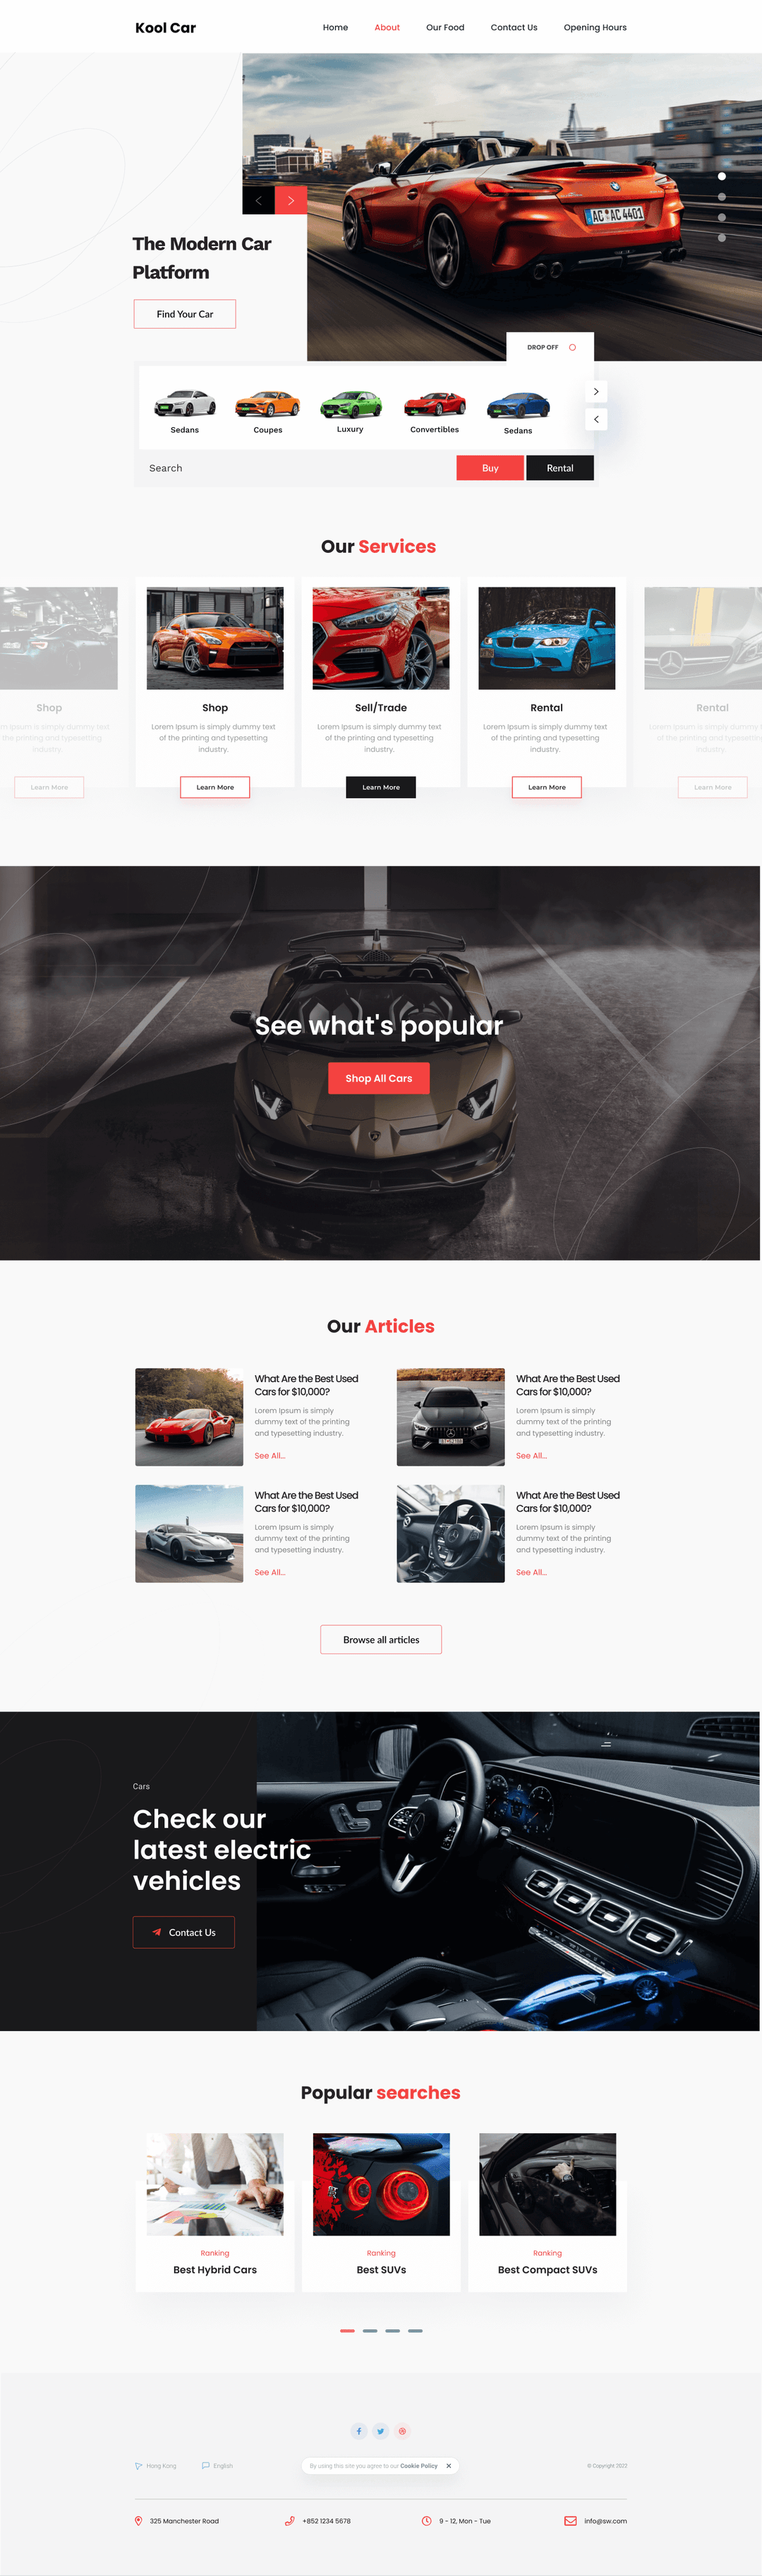 Kool Car
Home
About
Our Food
Contact Us
Opening Hours
AC AC 4401
The Modern Car
Platform
Find Your Car
DROP OFF
Sedans
Coupes
Luxury
Convertibles
Sedans
Search
Buy
Rental
Our Services
Shop
Lorem Ipsum is simply dummy text
of the printing and typesetting
industry.
Learn More
Shop
Lorem Ipsum is simply dummy text
of the printing and typesetting
industry.
Learn More
Sell/Trade
Lorem Ipsum is simply dummy text
of the printing and typesetting
industry.
Learn More
Rental
Lorem Ipsum is simply dummy text
of the printing and typesetting
industry.
Learn More
Rental
Lorem Ipsum is simply dummy
of the printing and typesetting
industry.
Learn More
See what's popular
Shop All Cars
Our Articles
What Are the Best Used
Cars for $10,000?
Lorem Ipsum is simply
dummy text of the printing
and typesetting industry.
See All...
What Are the Best Used
Cars for $10,000?
Lorem Ipsum is simply
dummy text of the printing
and typesetting industry.
See All...
What Are the Best Used
Cars for $10,000?
Lorem Ipsum is simply
dummy text of the printing
and typesetting industry.
See All...
What Are the Best Used
Cars for $10,000?
Lorem Ipsum is simply
dummy text of the printing
and typesetting industry.
See All...
Browse all articles
Cars
Check our
latest electric
vehicles
Contact Us
Popular searches
Ranking
Best Hybrid Cars
Ranking
Best SUVs
Ranking
Best Compact SUVs
Hong Kong
English
By using this site you agree to our Cookie Policy
© Copyright 2022
325 Manchester Road
+852 1234 5678
9 - 12, Mon - Tue
info@sw.com